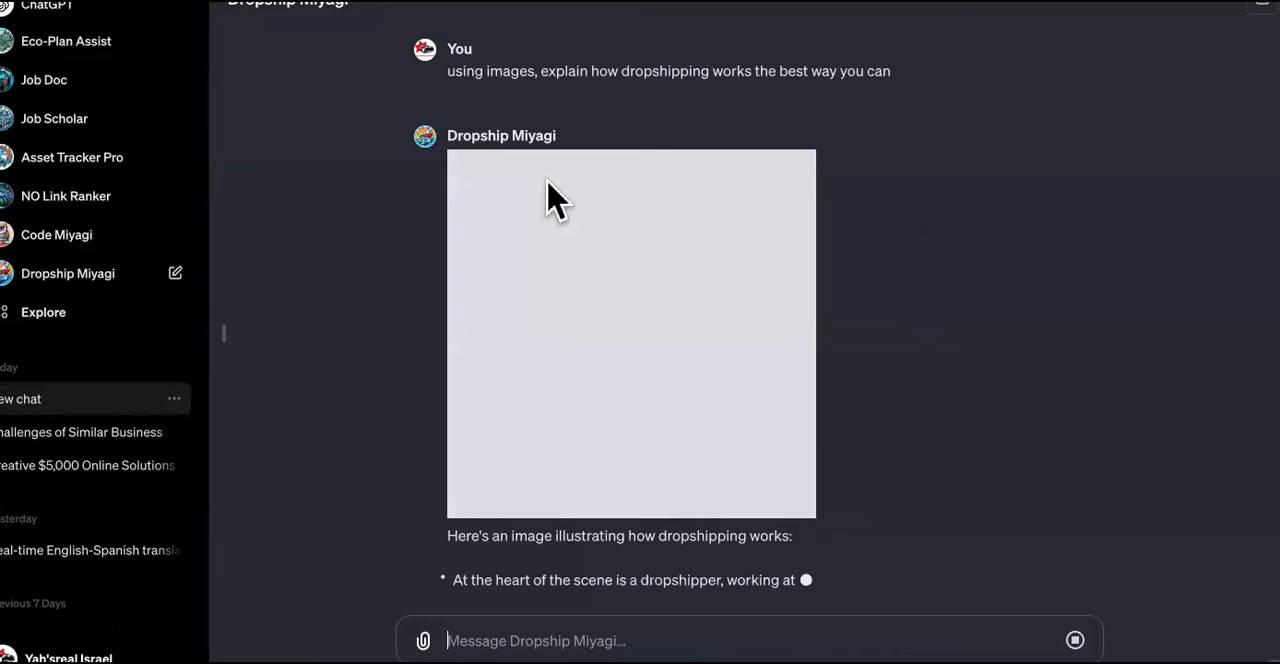 ChatGPT
Eco-Plan Assist
Job Doc
Job Scholar
Asset Tracker Pro
NO Link Ranker
Code Miyagi
Dropship Miyagi
Explore
day
ew chat
hallenges of Similar Business
reative $5,000 Online Solutions
sterday
eal-time English-Spanish transla
evious 7 Days
Yah'sreal Israel
Dropship Miyagi
You
using images, explain how dropshipping works the best way you can
Dropship Miyagi
Here's an image illustrating how dropshipping works:
• At the heart of the scene is a dropshipper, working at
Message Dropship Miyagi...